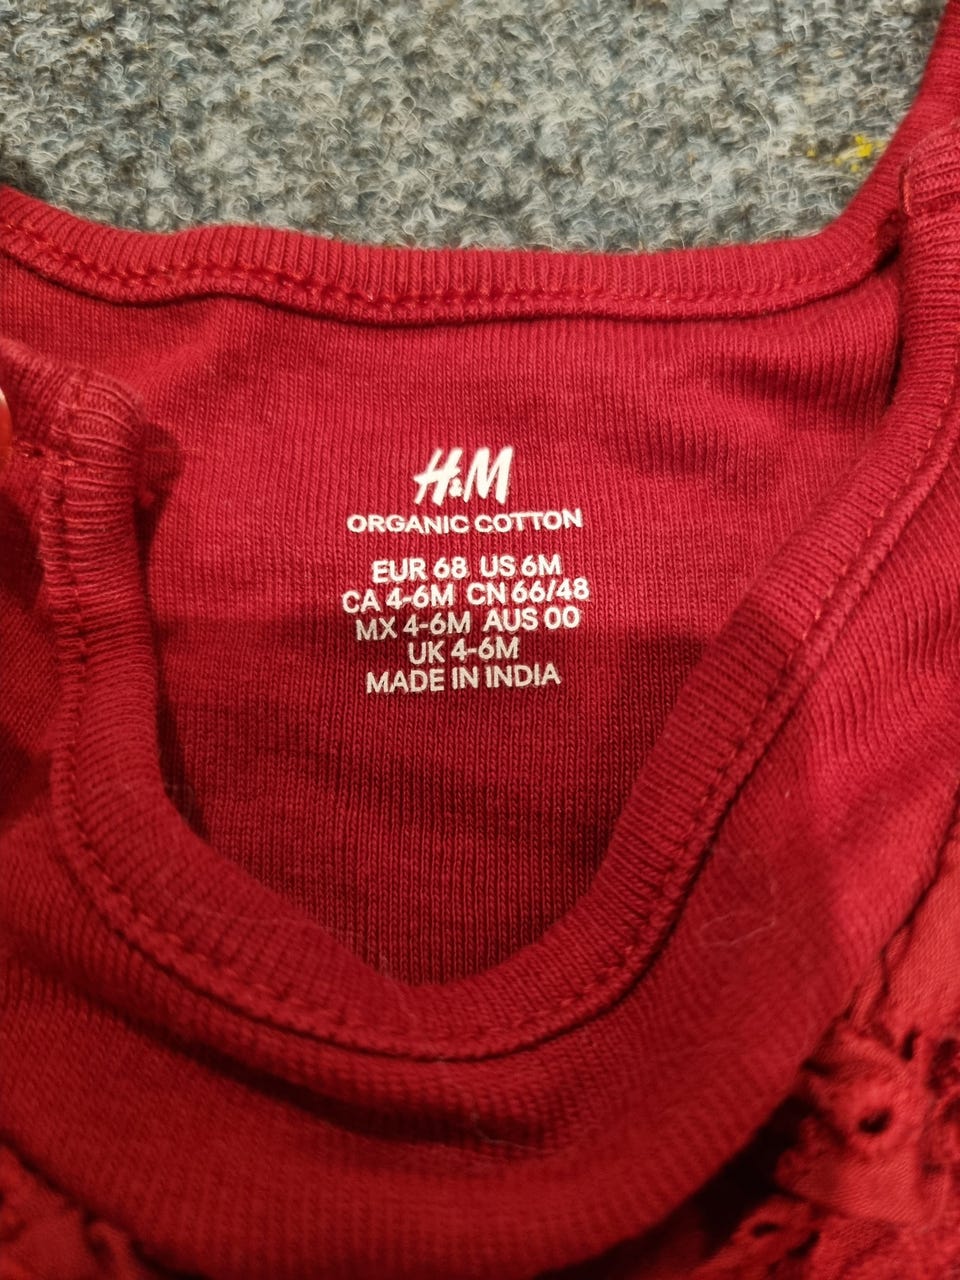 H&M
ORGANIC COTTON
EUR 68 US 6M
CA 4-6M CN 66/48
MX 4-6M AUS 00
UK 4-6M
MADE IN INDIA